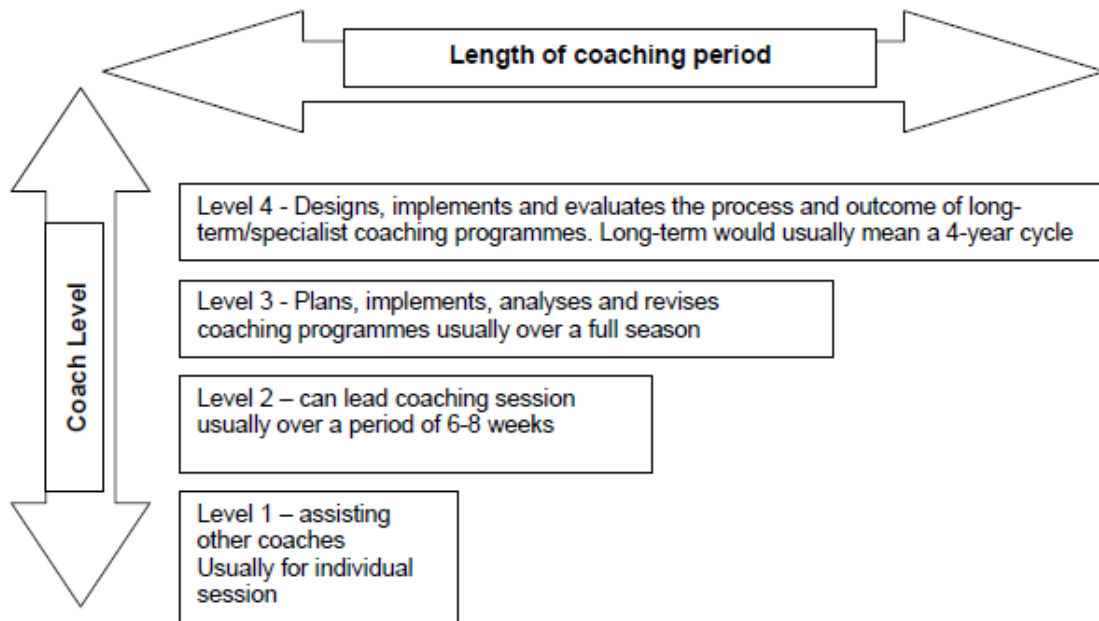 Length of coaching period
Coach Level
Level 4 - Designs, implements and evaluates the process and outcome of long-
term/specialist coaching programmes. Long-term would usually mean a 4-year cycle
Level 3 - Plans, implements, analyses and revises
coaching programmes usually over a full season
Level 2 – can lead coaching session
usually over a period of 6-8 weeks
Level 1 – assisting
other coaches
Usually for individual
session